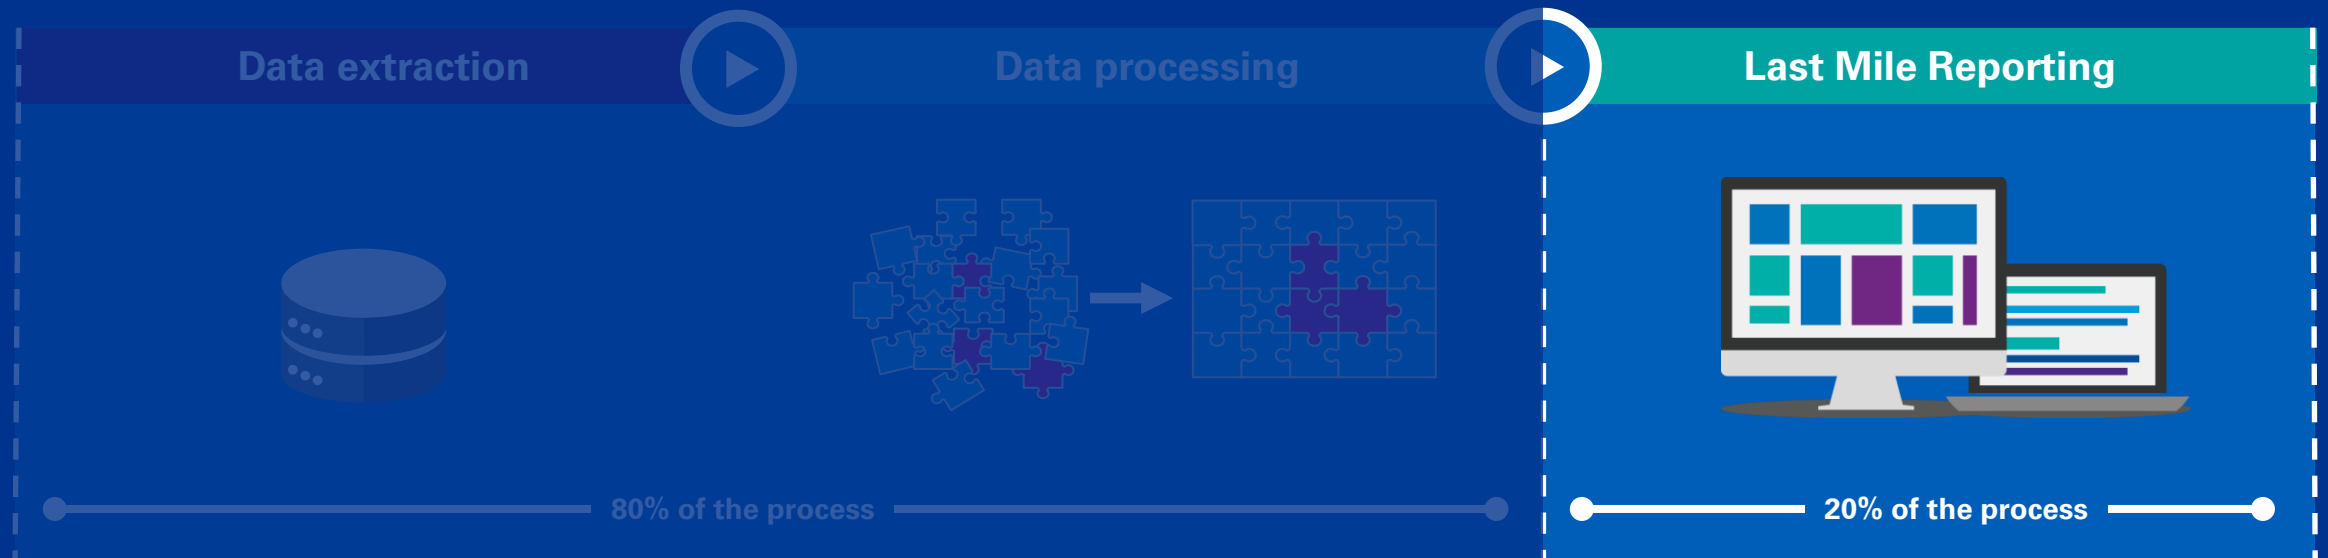 Data extraction
Data processing
Last Mile Reporting
80% of the process
20% of the process